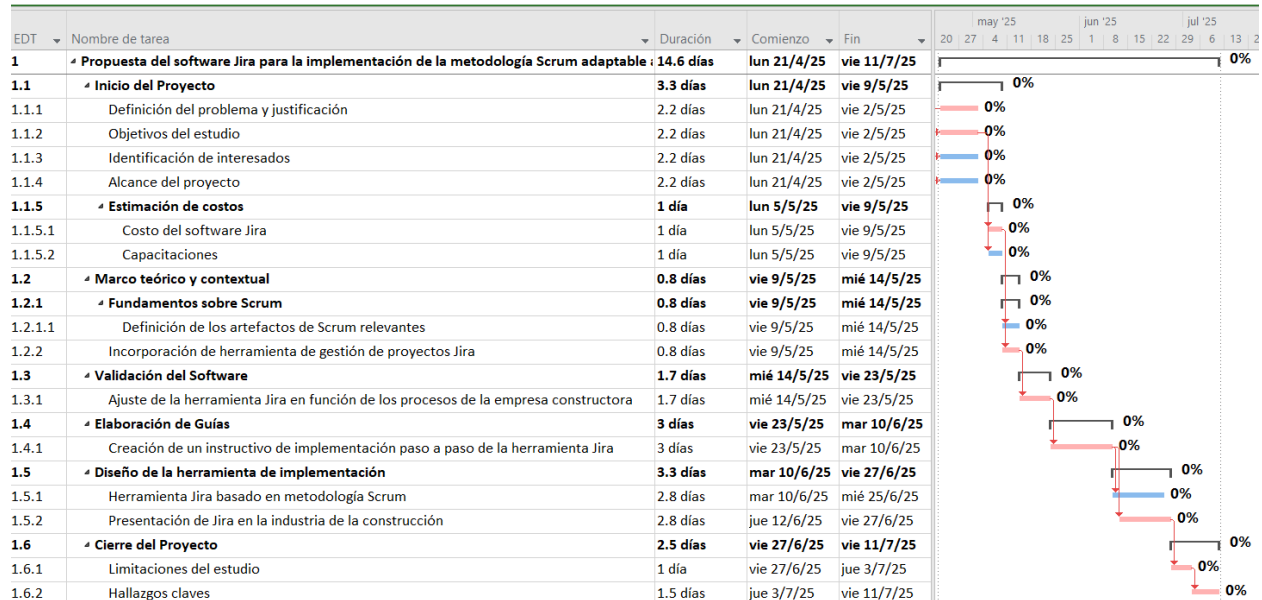 may '25 jun '25 jul '25
EDT Nombre de tarea Duración Comienzo Fin 20 27 4 11 18 25 1 8 15 22 29 6 13
1 Propuesta del software Jira para la implementación de la metodología Scrum adaptable 14.6 días lun 21/4/25 vie 11/7/25 0%
1.1 Inicio del Proyecto 3.3 días lun 21/4/25 vie 9/5/25 0%
1.1.1 Definición del problema y justificación 2.2 días lun 21/4/25 vie 2/5/25 0%
1.1.2 Objetivos del estudio 2.2 días lun 21/4/25 vie 2/5/25 0%
1.1.3 Identificación de interesados 2.2 días lun 21/4/25 vie 2/5/25 0%
1.1.4 Alcance del proyecto 2.2 días lun 21/4/25 vie 2/5/25 0%
1.1.5 Estimación de costos 1 día lun 5/5/25 vie 9/5/25 0%
1.1.5.1 Costo del software Jira 1 día lun 5/5/25 vie 9/5/25 0%
1.1.5.2 Capacitaciones 1 día lun 5/5/25 vie 9/5/25 0%
1.2 Marco teórico y contextual 0.8 días vie 9/5/25 mié 14/5/25 0%
1.2.1 Fundamentos sobre Scrum 0.8 días vie 9/5/25 mié 14/5/25 0%
1.2.1.1 Definición de los artefactos de Scrum relevantes 0.8 días vie 9/5/25 mié 14/5/25 0%
1.2.2 Incorporación de herramienta de gestión de proyectos Jira 0.8 días vie 9/5/25 mié 14/5/25 0%
1.3 Validación del Software 1.7 días mié 14/5/25 vie 23/5/25 0%
1.3.1 Ajuste de la herramienta Jira en función de los procesos de la empresa constructora 1.7 días mié 14/5/25 vie 23/5/25 0%
1.4 Elaboración de Guías 3 días vie 23/5/25 mar 10/6/25 0%
1.4.1 Creación de un instructivo de implementación paso a paso de la herramienta Jira 3 días vie 23/5/25 mar 10/6/25 0%
1.5 Diseño de la herramienta de implementación 3.3 días mar 10/6/25 vie 27/6/25 0%
1.5.1 Herramienta Jira basado en metodología Scrum 2.8 días mar 10/6/25 mié 25/6/25 0%
1.5.2 Presentación de Jira en la industria de la construcción 2.8 días jue 12/6/25 vie 27/6/25 0%
1.6 Cierre del Proyecto 2.5 días vie 27/6/25 vie 11/7/25 0%
1.6.1 Limitaciones del estudio 1 día vie 27/6/25 jue 3/7/25 0%
1.6.2 Hallazgos claves 1.5 días jue 3/7/25 vie 11/7/25 0%